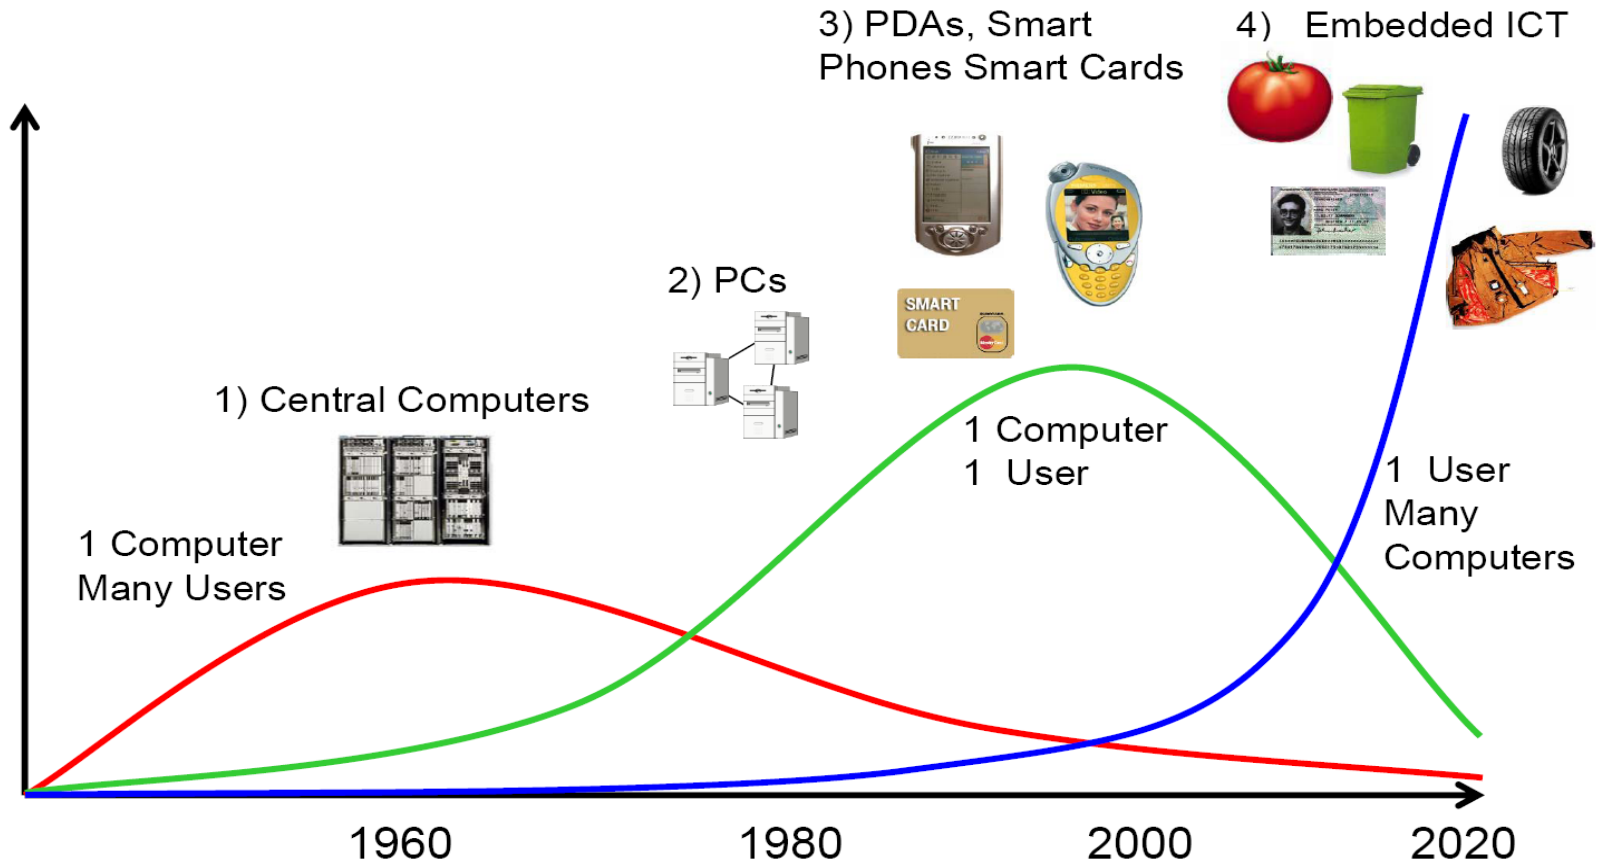 3) PDAs, Smart
Phones Smart Cards
4) Embedded ICT
2) PCs
SMART
CARD
1) Central Computers
1 Computer
Many Users
1 Computer
1 User
1 User
Many
Computers
1960
1980
2000
2020